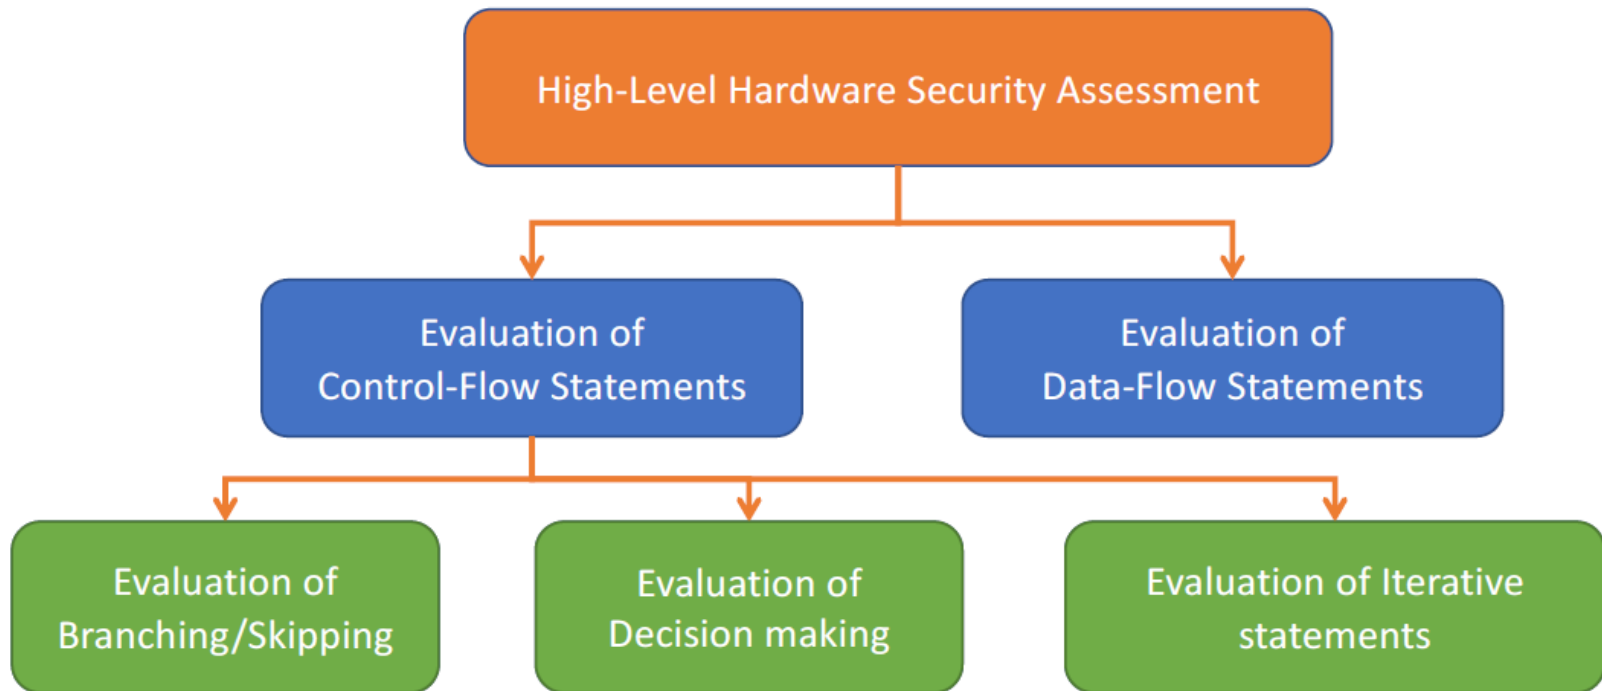 High-Level Hardware Security Assessment
Evaluation of
Control-Flow Statements
Evaluation of
Data-Flow Statements
Evaluation of
Branching/Skipping
Evaluation of
Decision making
Evaluation of Iterative
statements